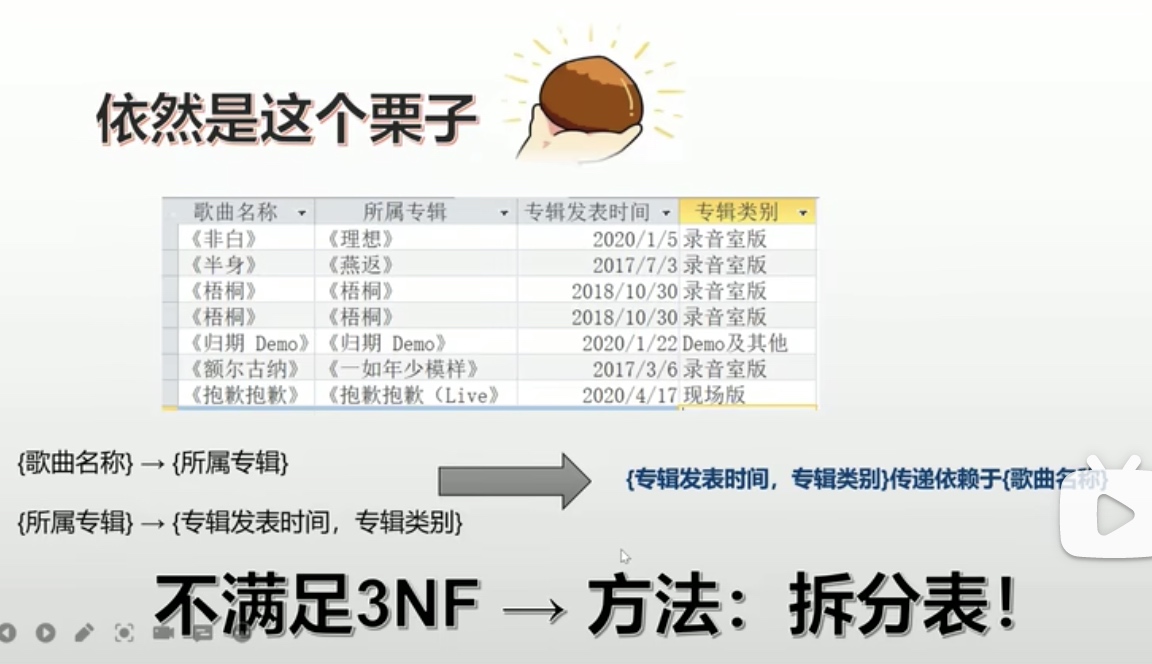 依然是这个栗子
歌曲名称 所属专辑 专辑发表时间 专辑类别
《非白》 《理想》 2020/1/5 录音室版
《半身》 《燕返》 2017/7/3 录音室版
《梧桐》 《梧桐》 2018/10/30 录音室版
《梧桐》 《梧桐》 2018/10/30 录音室版
《归期 Demo》 《归期 Demo》 2020/1/22 Demo及其他
《额尔古纳》 《一如年少模样》 2017/3/6 录音室版
《抱歉抱歉》 《抱歉抱歉（Live》 2020/4/17 现场版
{歌曲名称} → {所属专辑}
{专辑发表时间，专辑类别}传递依赖于{歌曲名称}
{所属专辑} → {专辑发表时间，专辑类别}
不满足3NF → 方法：拆分表！